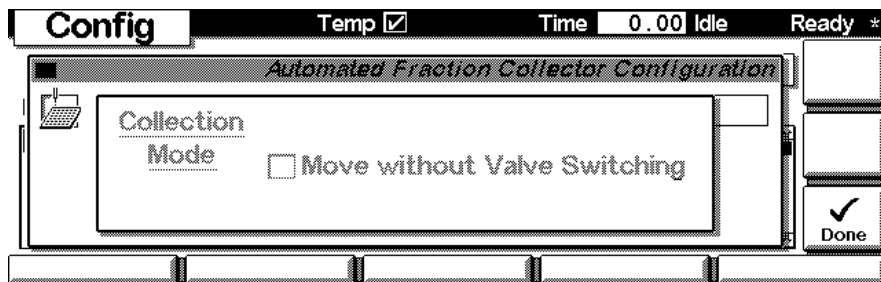 Config Temp Time 0.00 Idle Ready *
Automated Fraction Collector Configuration
Collection
Mode
Move without Valve Switching
Done